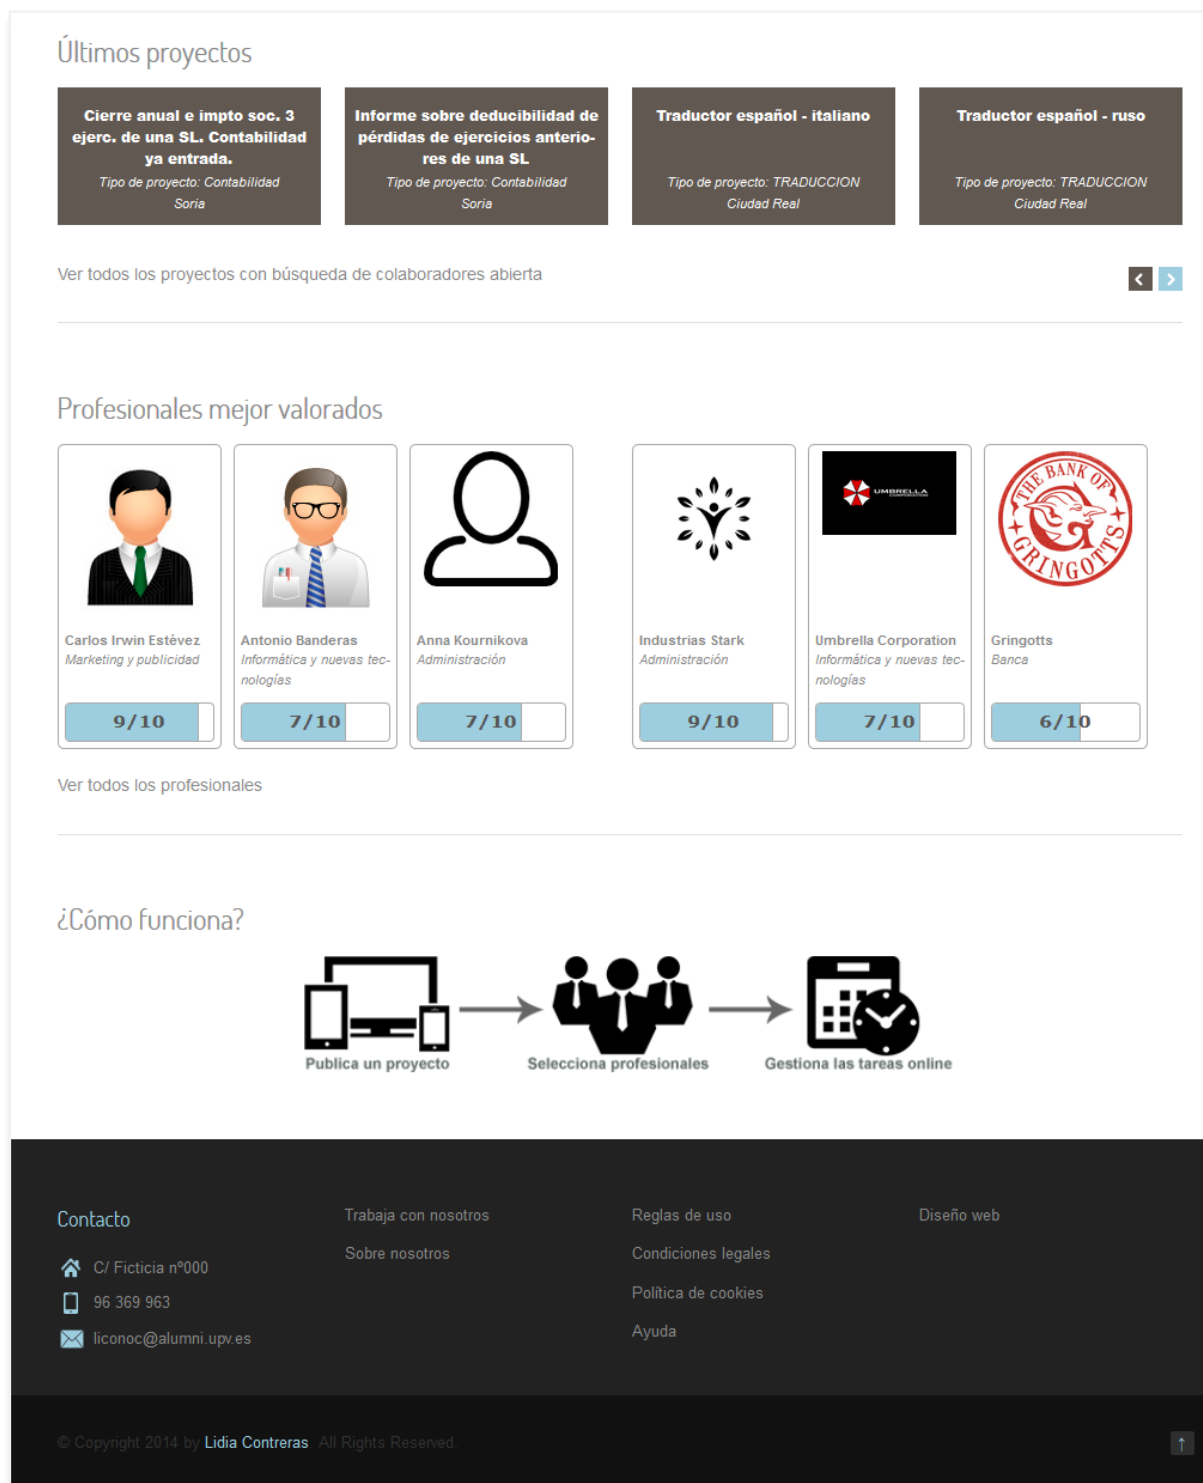 Últimos proyectos
Cierre anual e impto soc. 3
ejerc. de una SL. Contabilidad
ya entrada.
Tipo de proyecto: Contabilidad
Soria
Informe sobre deducibilidad de
pérdidas de ejercicios anterio-
res de una SL
Tipo de proyecto: Contabilidad
Soria
Traductor español - italiano
Tipo de proyecto: TRADUCCION
Ciudad Real
Traductor español - ruso
Tipo de proyecto: TRADUCCION
Ciudad Real
Ver todos los proyectos con búsqueda de colaboradores abierta
Profesionales mejor valorados
Carlos Irwin Estévez
Marketing y publicidad
9/10
Antonio Banderas
Informática y nuevas tec-
nologías
7/10
Anna Kournikova
Administración
7/10
Industrias Stark
Administración
9/10
UMBRELLA
CORPORATION
Umbrella Corporation
Informática y nuevas tec-
nologías
7/10
THE BANK OF
GRINGOTTS
Gringotts
Banca
6/10
Ver todos los profesionales
¿Cómo funciona?
Publica un proyecto
Selecciona profesionales
Gestiona las tareas online
Contacto
C/ Ficticia nº000
96 369 963
liconoc@alumni.upv.es
Trabaja con nosotros
Sobre nosotros
Reglas de uso
Condiciones legales
Política de cookies
Ayuda
Diseño web
© Copyright 2014 by Lidia Contreras. All Rights Reserved.